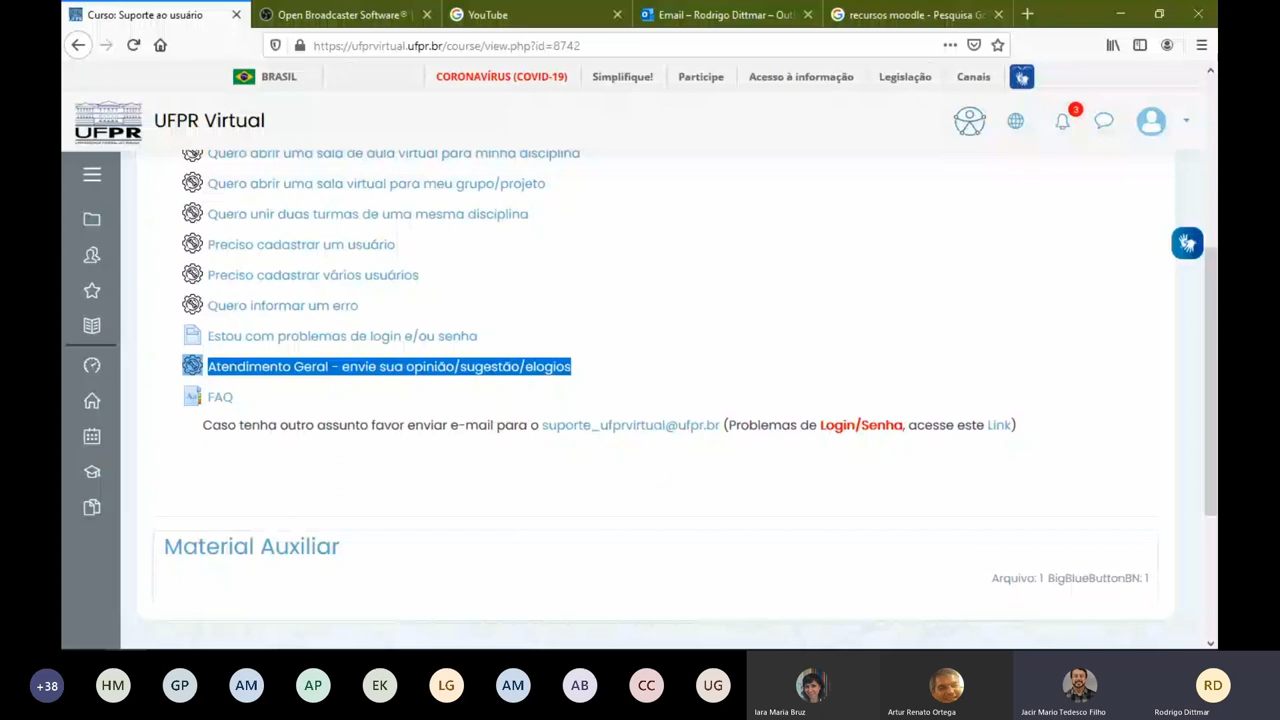 Curso: Suporte ao usuário
Open Broadcaster Software®
YouTube
Email – Rodrigo Dittmar – Out
recursos moodle - Pesquisa G
https://ufprvirtual.ufpr.br/course/view.php?id=8742
BRASIL
CORONAVÍRUS (COVID-19)
Simplifique!
Participe
Acesso à informação
Legislação
Canais
UFPR
UFPR Virtual
3
Quero abrir uma sala de aula virtual para minha disciplina
Quero abrir uma sala virtual para meu grupo/projeto
Quero unir duas turmas de uma mesma disciplina
Preciso cadastrar um usuário
Preciso cadastrar vários usuários
Quero informar um erro
Estou com problemas de login e/ou senha
Atendimento Geral - envie sua opinião/sugestão/elogios
FAQ
Caso tenha outro assunto favor enviar e-mail para o suporte_ufprvirtual@ufpr.br (Problemas de Login/Senha, acesse este Link)
Material Auxiliar
Arquivo: 1 BigBlueButtonBN: 1
+38
HM
GP
AM
AP
EK
LG
AM
AB
CC
UG
RD
Iara Maria Bruz
Artur Renato Ortega
Jacir Mario Tedesco Filho
Rodrigo Dittmar